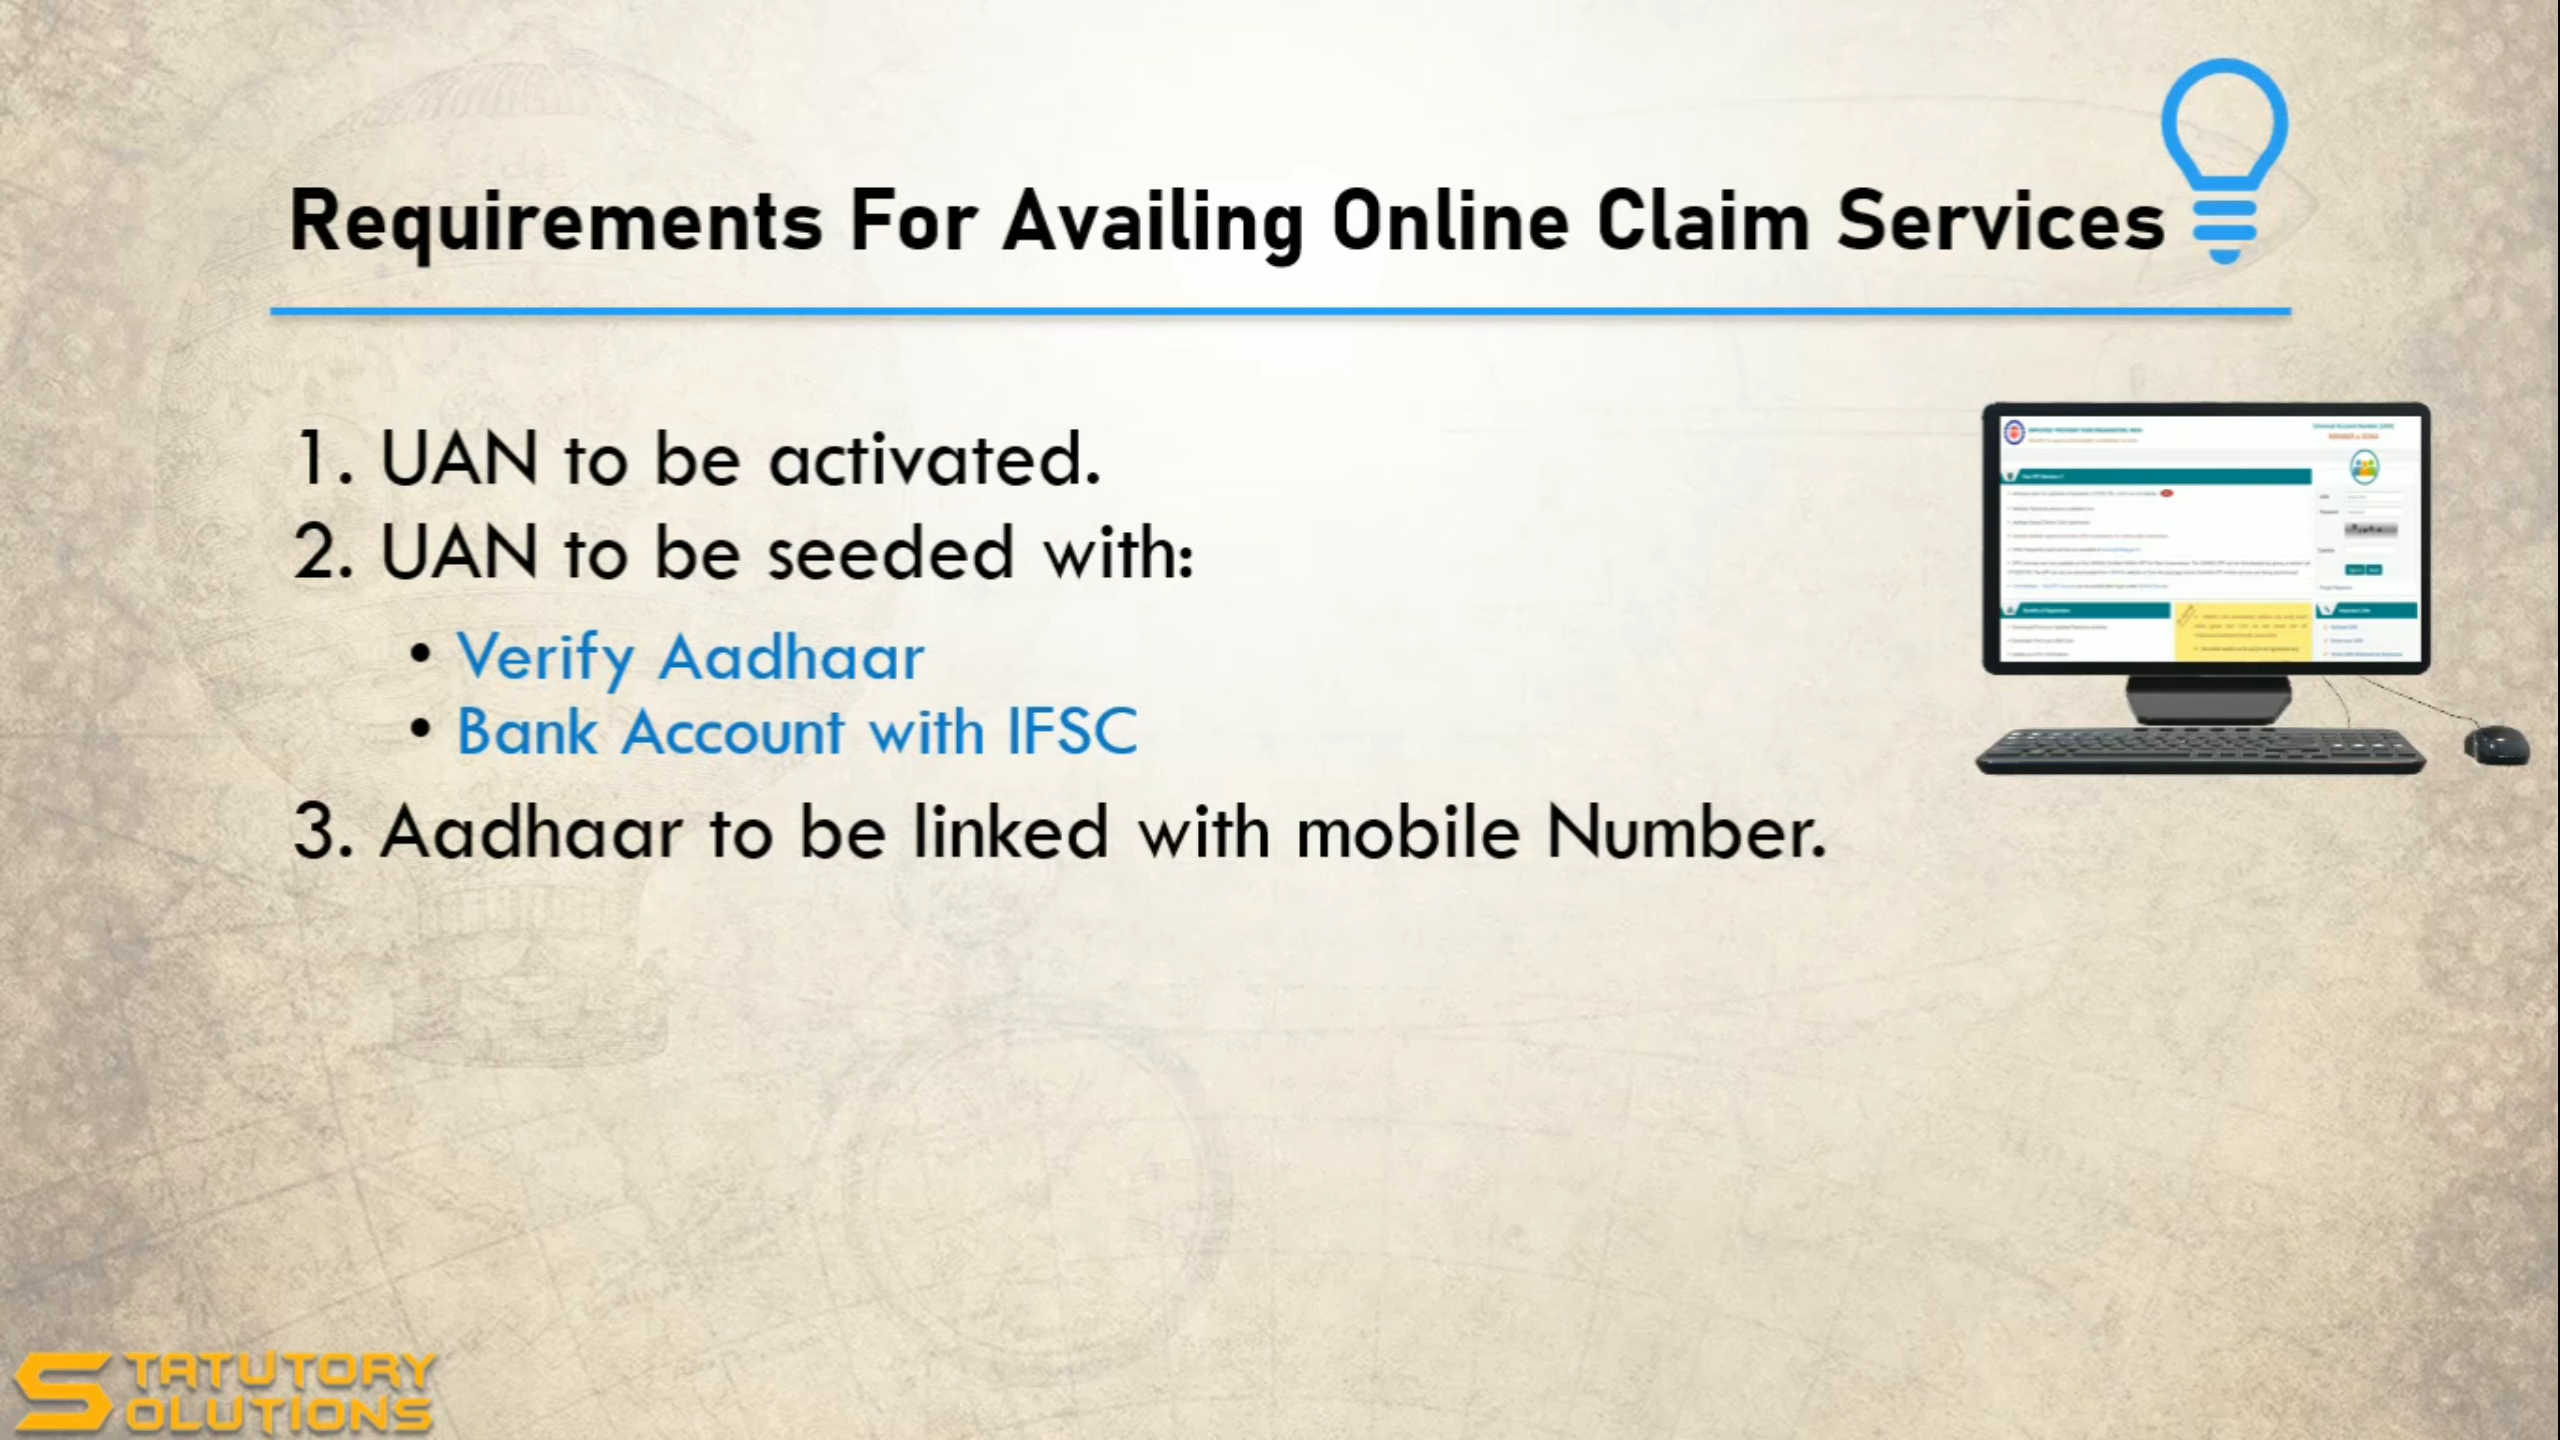 Requirements For Availing Online Claim Services
1. UAN to be activated.
2. UAN to be seeded with:
• Verify Aadhaar
• Bank Account with IFSC
3. Aadhaar to be linked with mobile Number.
STATUTORY
SOLUTIONS